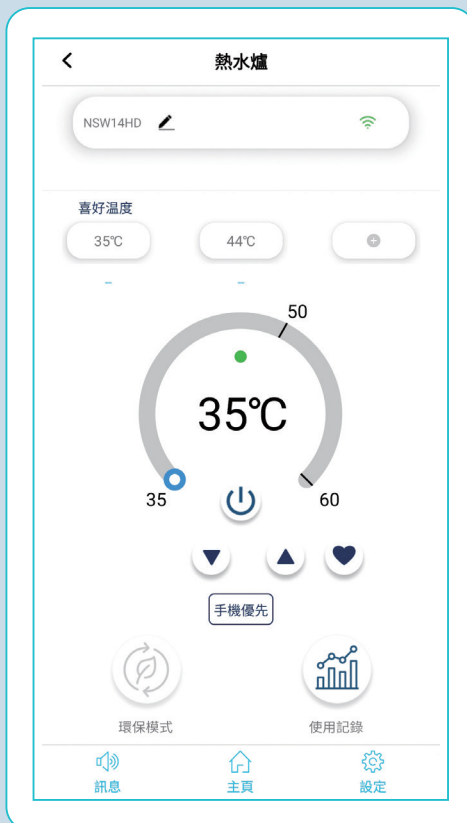 熱水爐
NSW14HD
喜好温度
35℃ 44℃
--
--
50
35℃
35 60
手機優先
環保模式 使用記錄
訊息 主頁 設定